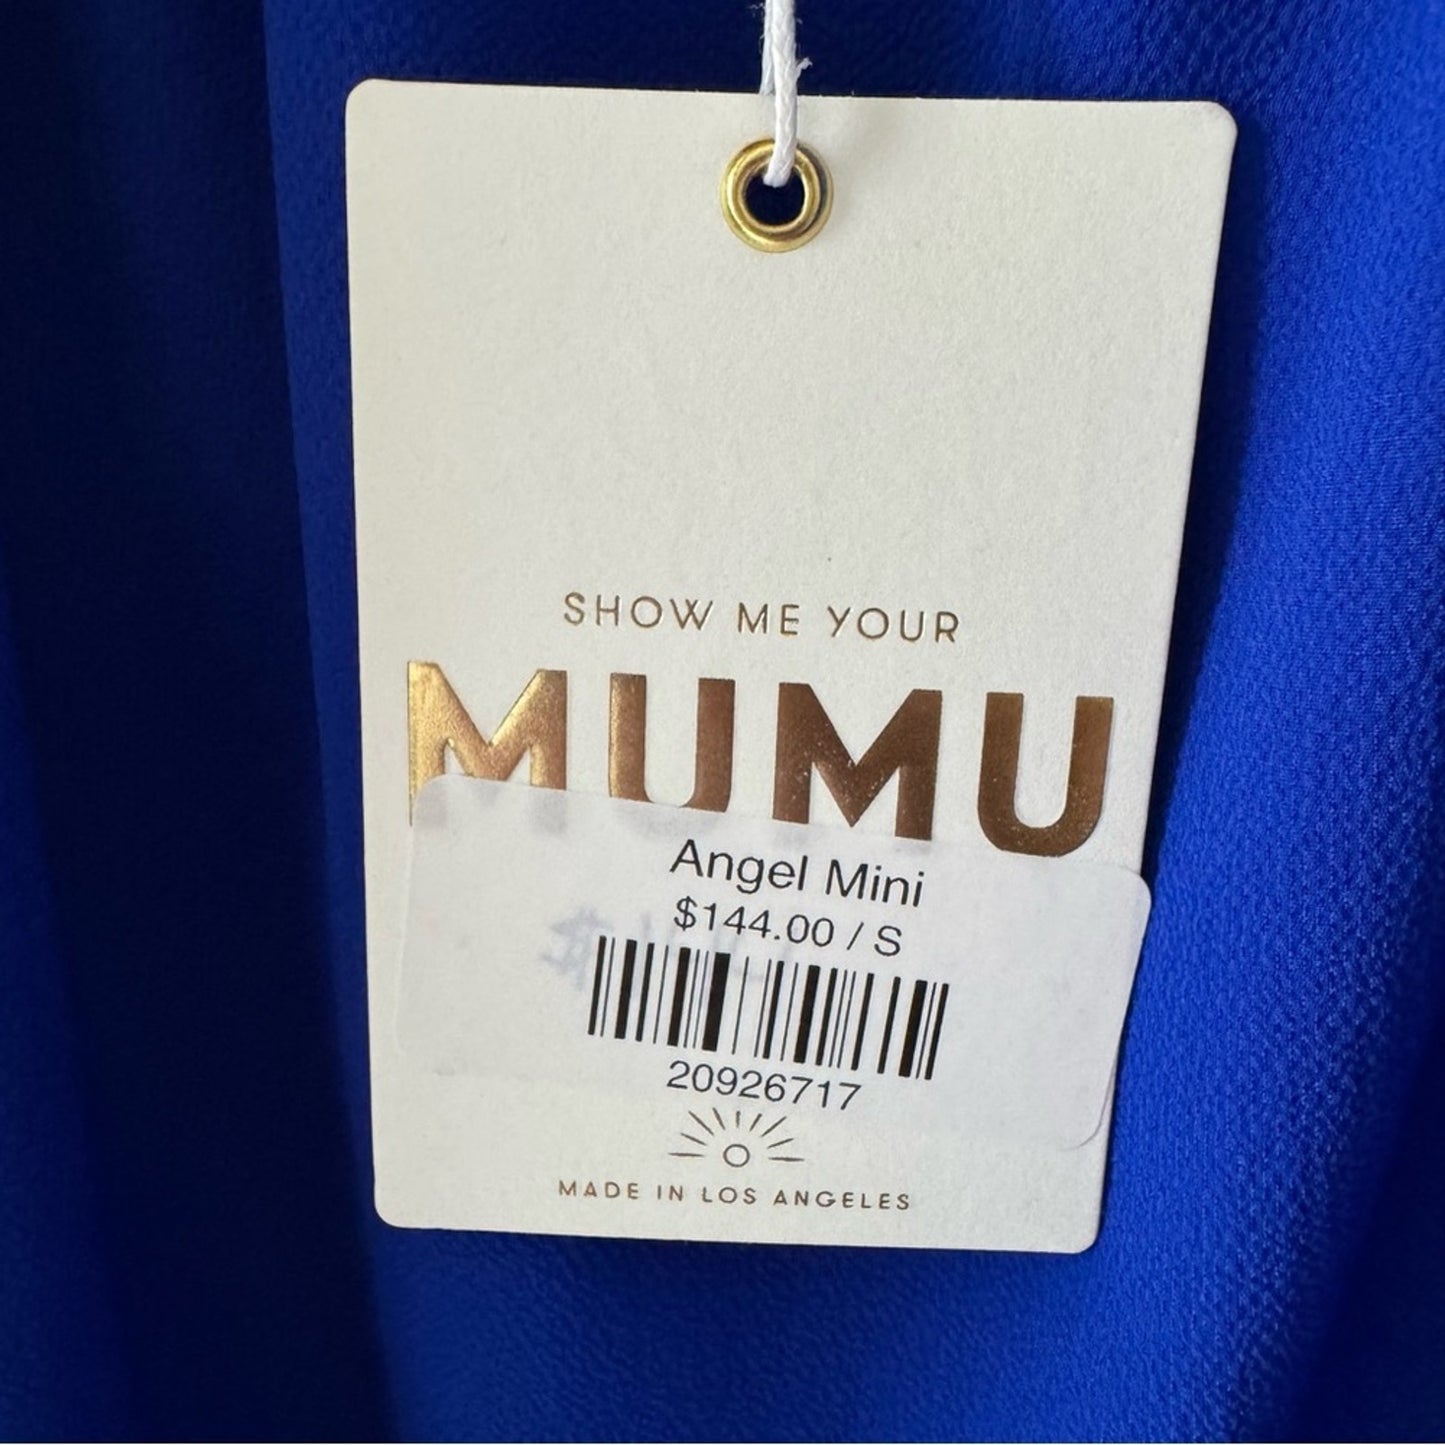 SHOW ME YOUR
MUMU
Angel Mini
$144.00 / S
20926717
MADE IN LOS ANGELES